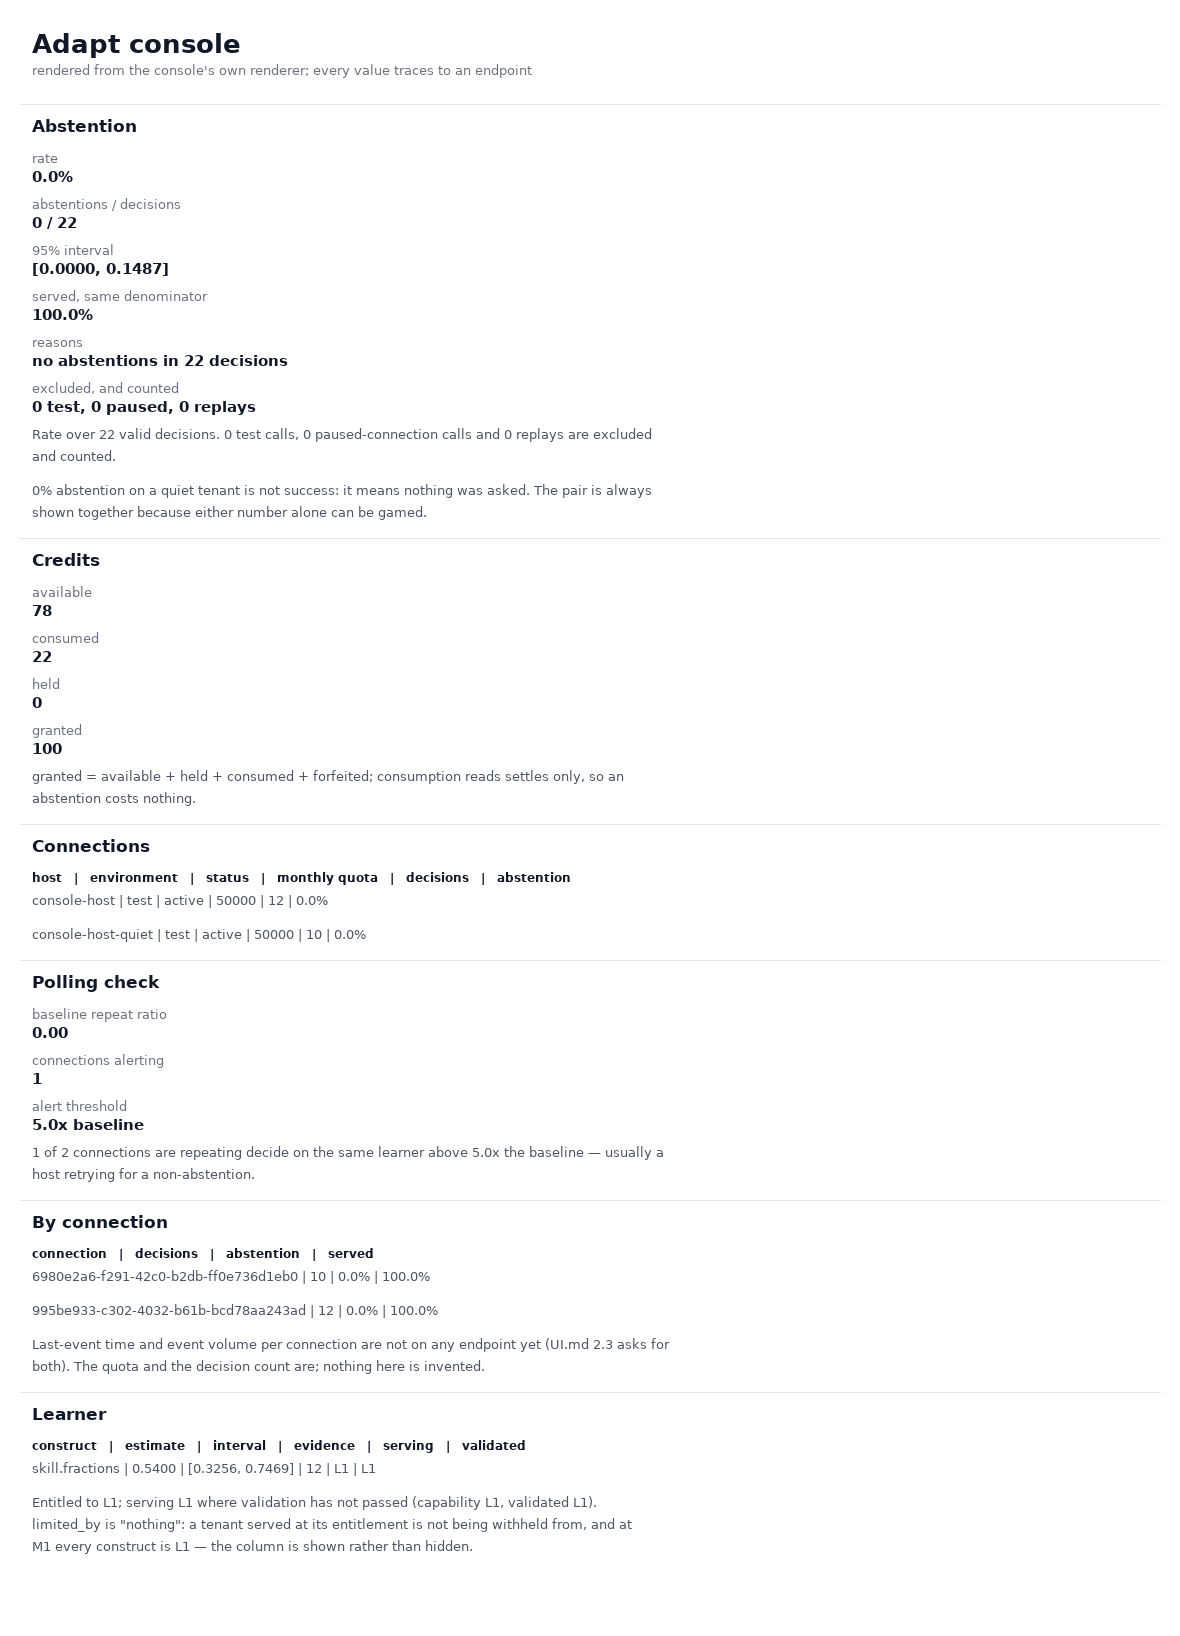 Adapt console
rendered from the console's own renderer; every value traces to an endpoint
Abstention
rate
0.0%
abstentions / decisions
0 / 22
95% interval
[0.0000, 0.1487]
served, same denominator
100.0%
reasons
no abstentions in 22 decisions
excluded, and counted
0 test, 0 paused, 0 replays
Rate over 22 valid decisions. 0 test calls, 0 paused-connection calls and 0 replays are excluded
and counted.
0% abstention on a quiet tenant is not success: it means nothing was asked. The pair is always
shown together because either number alone can be gamed.
Credits
available
78
consumed
22
held
0
granted
100
granted = available + held + consumed + forfeited; consumption reads settles only, so an
abstention costs nothing.
Connections
host | environment | status | monthly quota | decisions | abstention
console-host | test | active | 50000 | 12 | 0.0%
console-host-quiet | test | active | 50000 | 10 | 0.0%
Polling check
baseline repeat ratio
0.00
connections alerting
1
alert threshold
5.0x baseline
1 of 2 connections are repeating decide on the same learner above 5.0x the baseline — usually a
host retrying for a non-abstention.
By connection
connection | decisions | abstention | served
6980e2a6-f291-42c0-b2db-ff0e736d1eb0 | 10 | 0.0% | 100.0%
995be933-c302-4032-b61b-bcd78aa243ad | 12 | 0.0% | 100.0%
Last-event time and event volume per connection are not on any endpoint yet (UI.md 2.3 asks for
both). The quota and the decision count are; nothing here is invented.
Learner
construct | estimate | interval | evidence | serving | validated
skill.fractions | 0.5400 | [0.3256, 0.7469] | 12 | L1 | L1
Entitled to L1; serving L1 where validation has not passed (capability L1, validated L1).
limited_by is "nothing": a tenant served at its entitlement is not being withheld from, and at
M1 every construct is L1 — the column is shown rather than hidden.